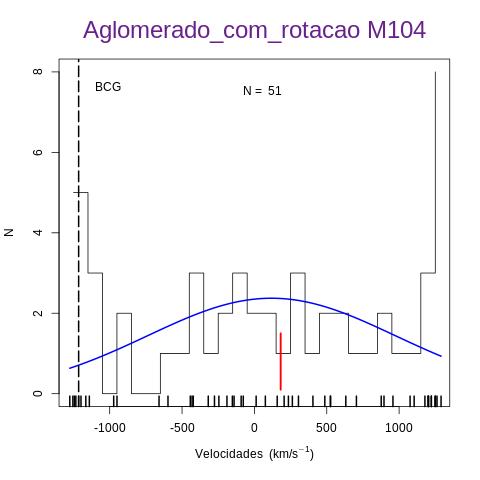 Aglomerado_com_rotacao M104
BCG
N = 51
8
6
4
2
0
N
-1000 -500 0 500 1000
Velocidades (km/s⁻¹)